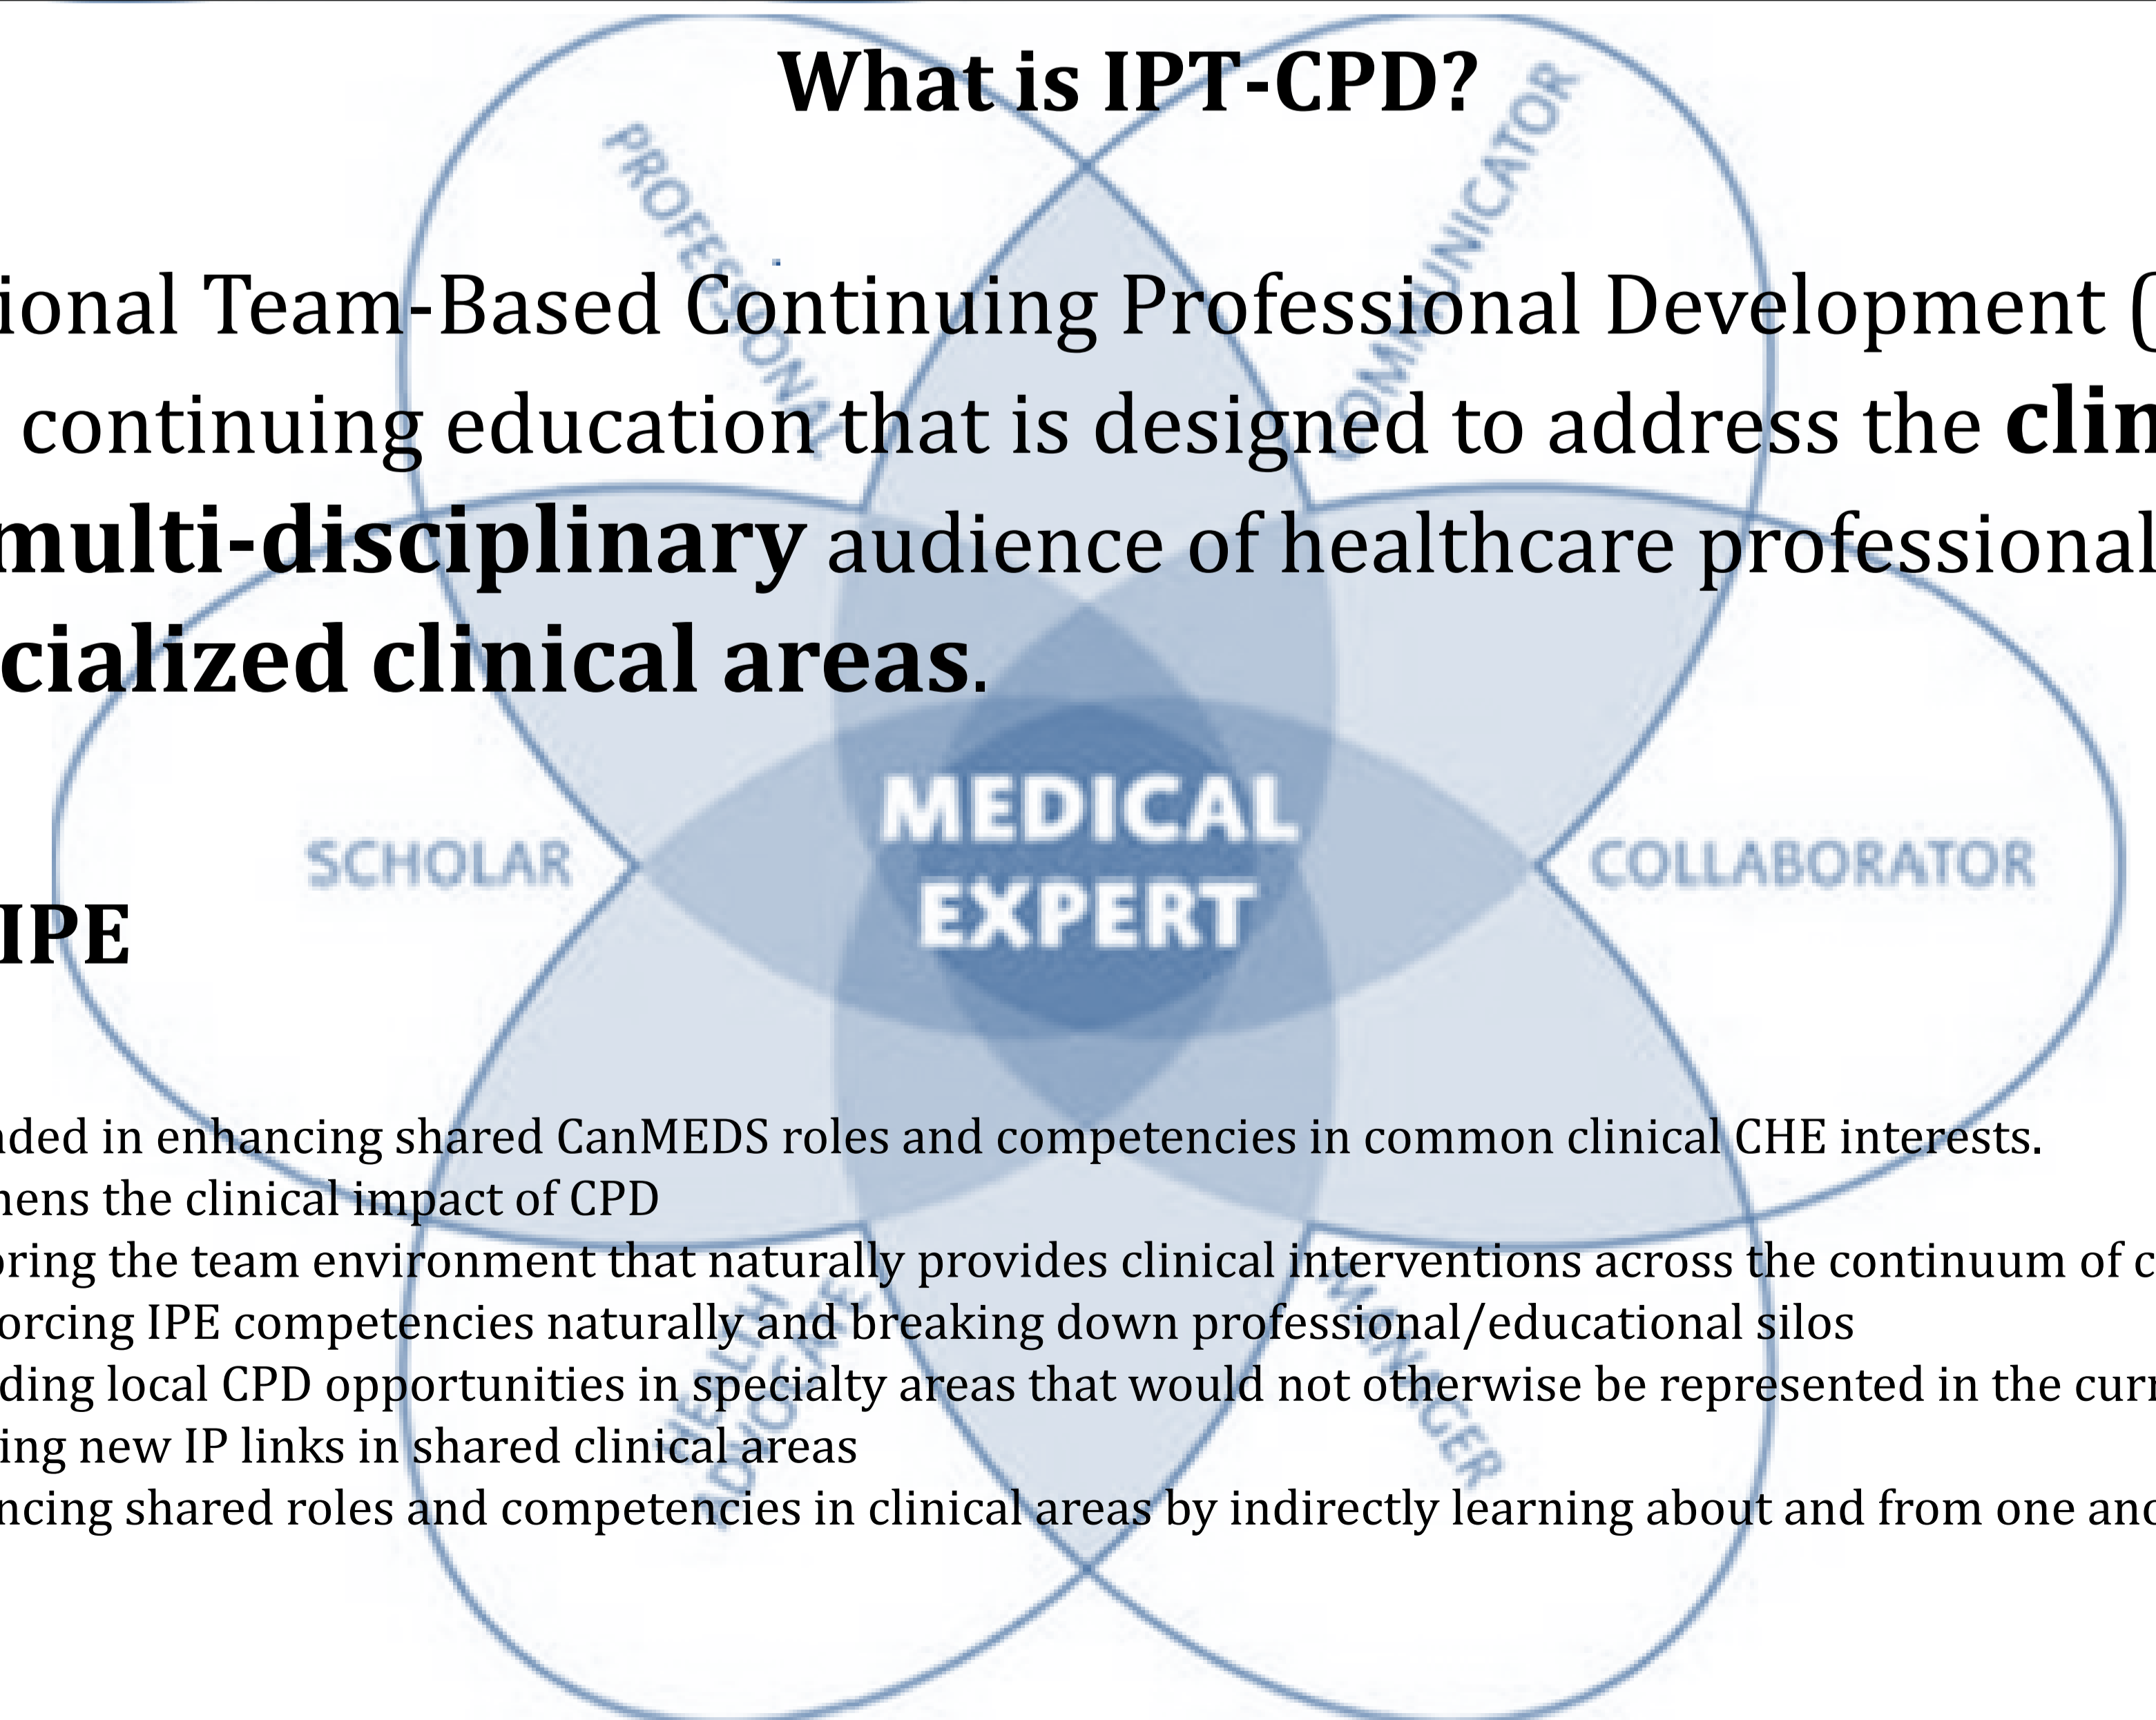 What is IPT-CPD?
PROFESSIONAL
COMMUNICATOR
ional Team-Based Continuing Professional Development (
continuing education that is designed to address the clin
multi-disciplinary audience of healthcare professional
cialized clinical areas.
MEDICAL
EXPERT
SCHOLAR
COLLABORATOR
IPE
ded in enhancing shared CanMEDS roles and competencies in common clinical CHE interests.
hens the clinical impact of CPD
oring the team environment that naturally provides clinical interventions across the continuum of c
orcing IPE competencies naturally and breaking down professional/educational silos
ding local CPD opportunities in specialty areas that would not otherwise be represented in the curr
ing new IP links in shared clinical areas
ncing shared roles and competencies in clinical areas by indirectly learning about and from one ano
HEALTH
ADVOCATE
MANAGER